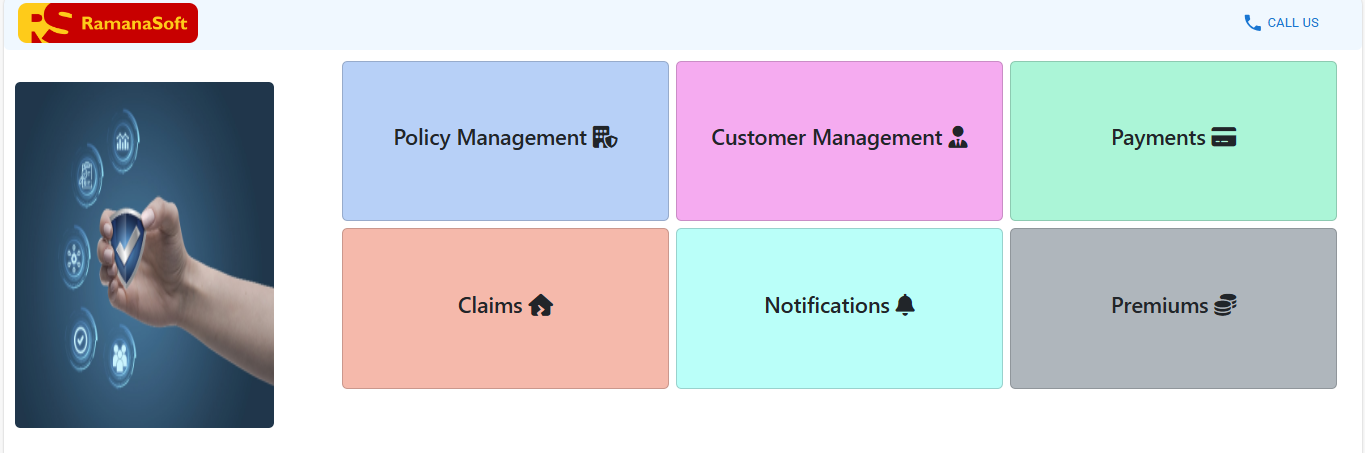 RS RamanaSoft
CALL US
Policy Management
Customer Management
Payments
Claims
Notifications
Premiums